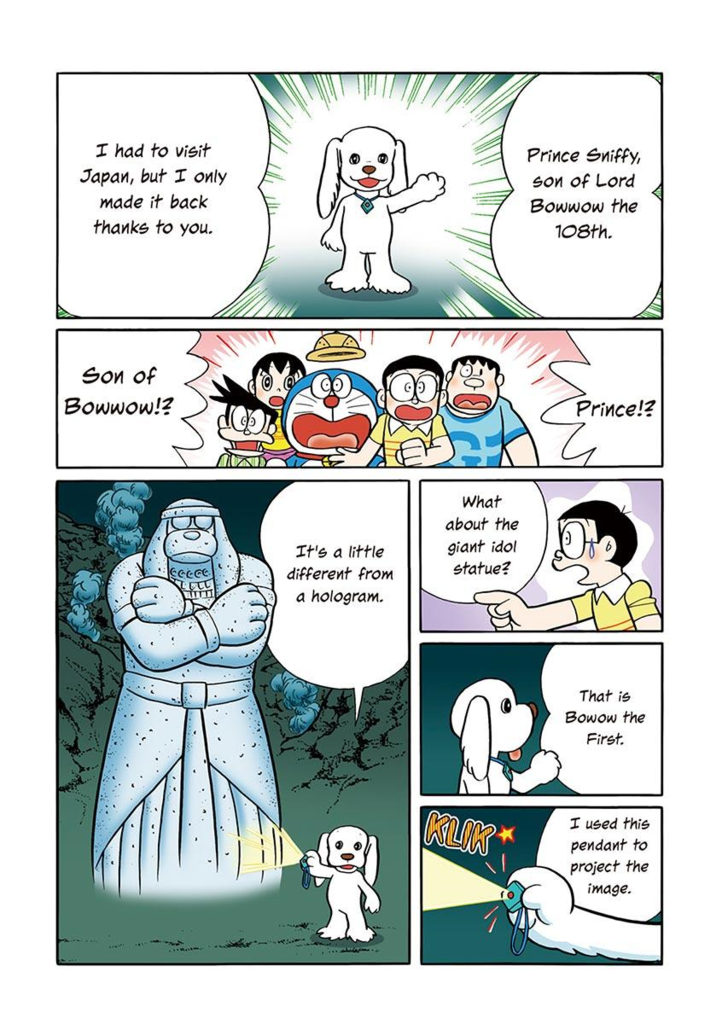 Prince Sniffy,
son of Lord
Bowwow the
108th.
I had to visit
Japan, but I only
made it back
thanks to you.
Prince!?
Son of
Bowwow!?
What
about the
giant idol
statue?
That is
Bowow the
First.
I used this
pendant to
project the
image.
KLIK
It's a little
different from
a hologram.